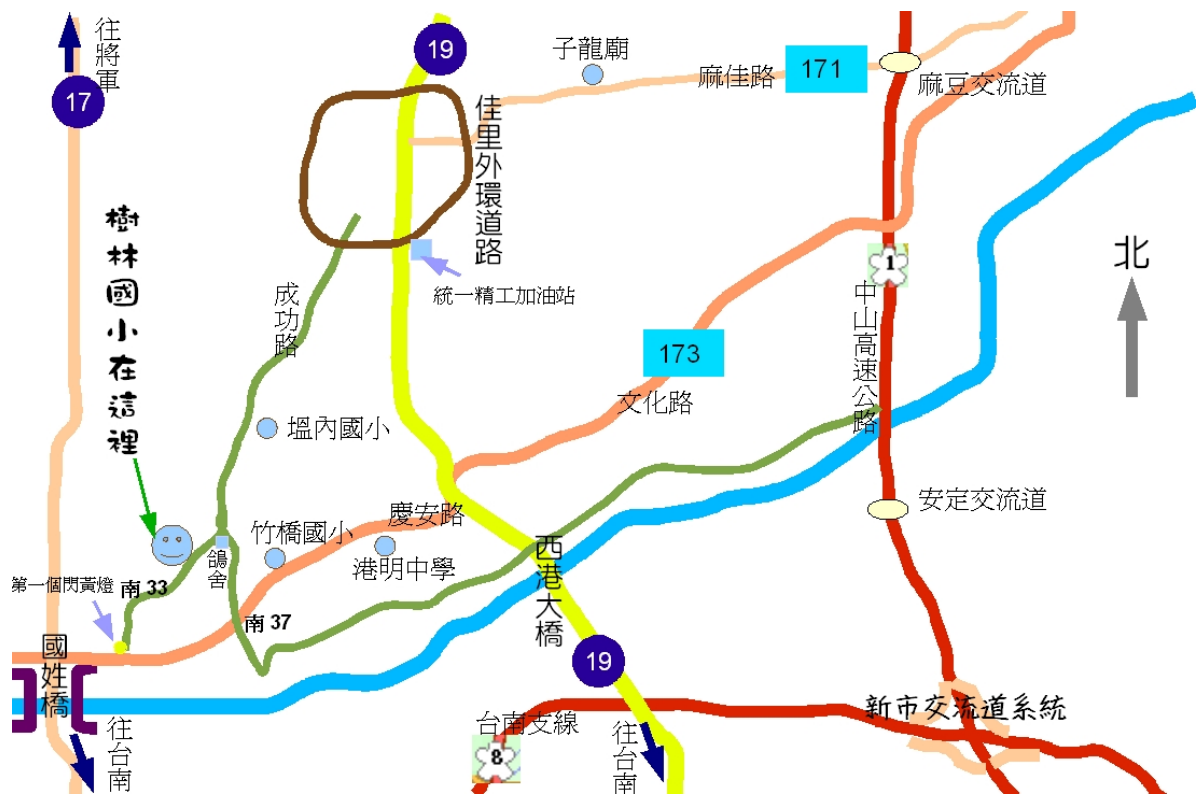 往將軍
17
19
子龍廟
麻佳路
171
麻豆交流道
佳里外環道路
樹林國小在這裡
統一精工加油站
成功路
1
中山高速公路
北
173
文化路
塭內國小
安定交流道
慶安路
竹橋國小
港明中學
鴿舍
西港大橋
第一個閃黃燈
南 33
南 37
國姓橋
19
往台南
台南支線
8
往台南
新市交流道系統